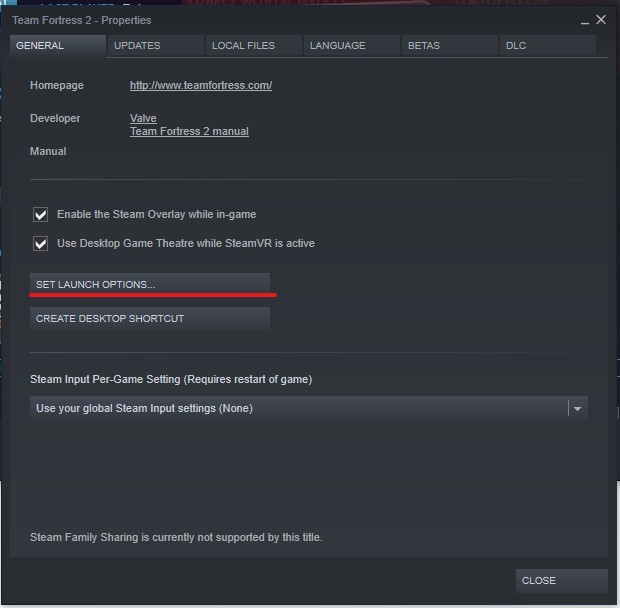 Team Fortress 2 - Properties
GENERAL
UPDATES
LOCAL FILES
LANGUAGE
BETAS
DLC
Homepage
http://www.teamfortress.com/
Developer
Valve
Team Fortress 2 manual
Manual
Enable the Steam Overlay while in-game
Use Desktop Game Theatre while SteamVR is active
SET LAUNCH OPTIONS...
CREATE DESKTOP SHORTCUT
Steam Input Per-Game Setting (Requires restart of game)
Use your global Steam Input settings (None)
Steam Family Sharing is currently not supported by this title.
CLOSE